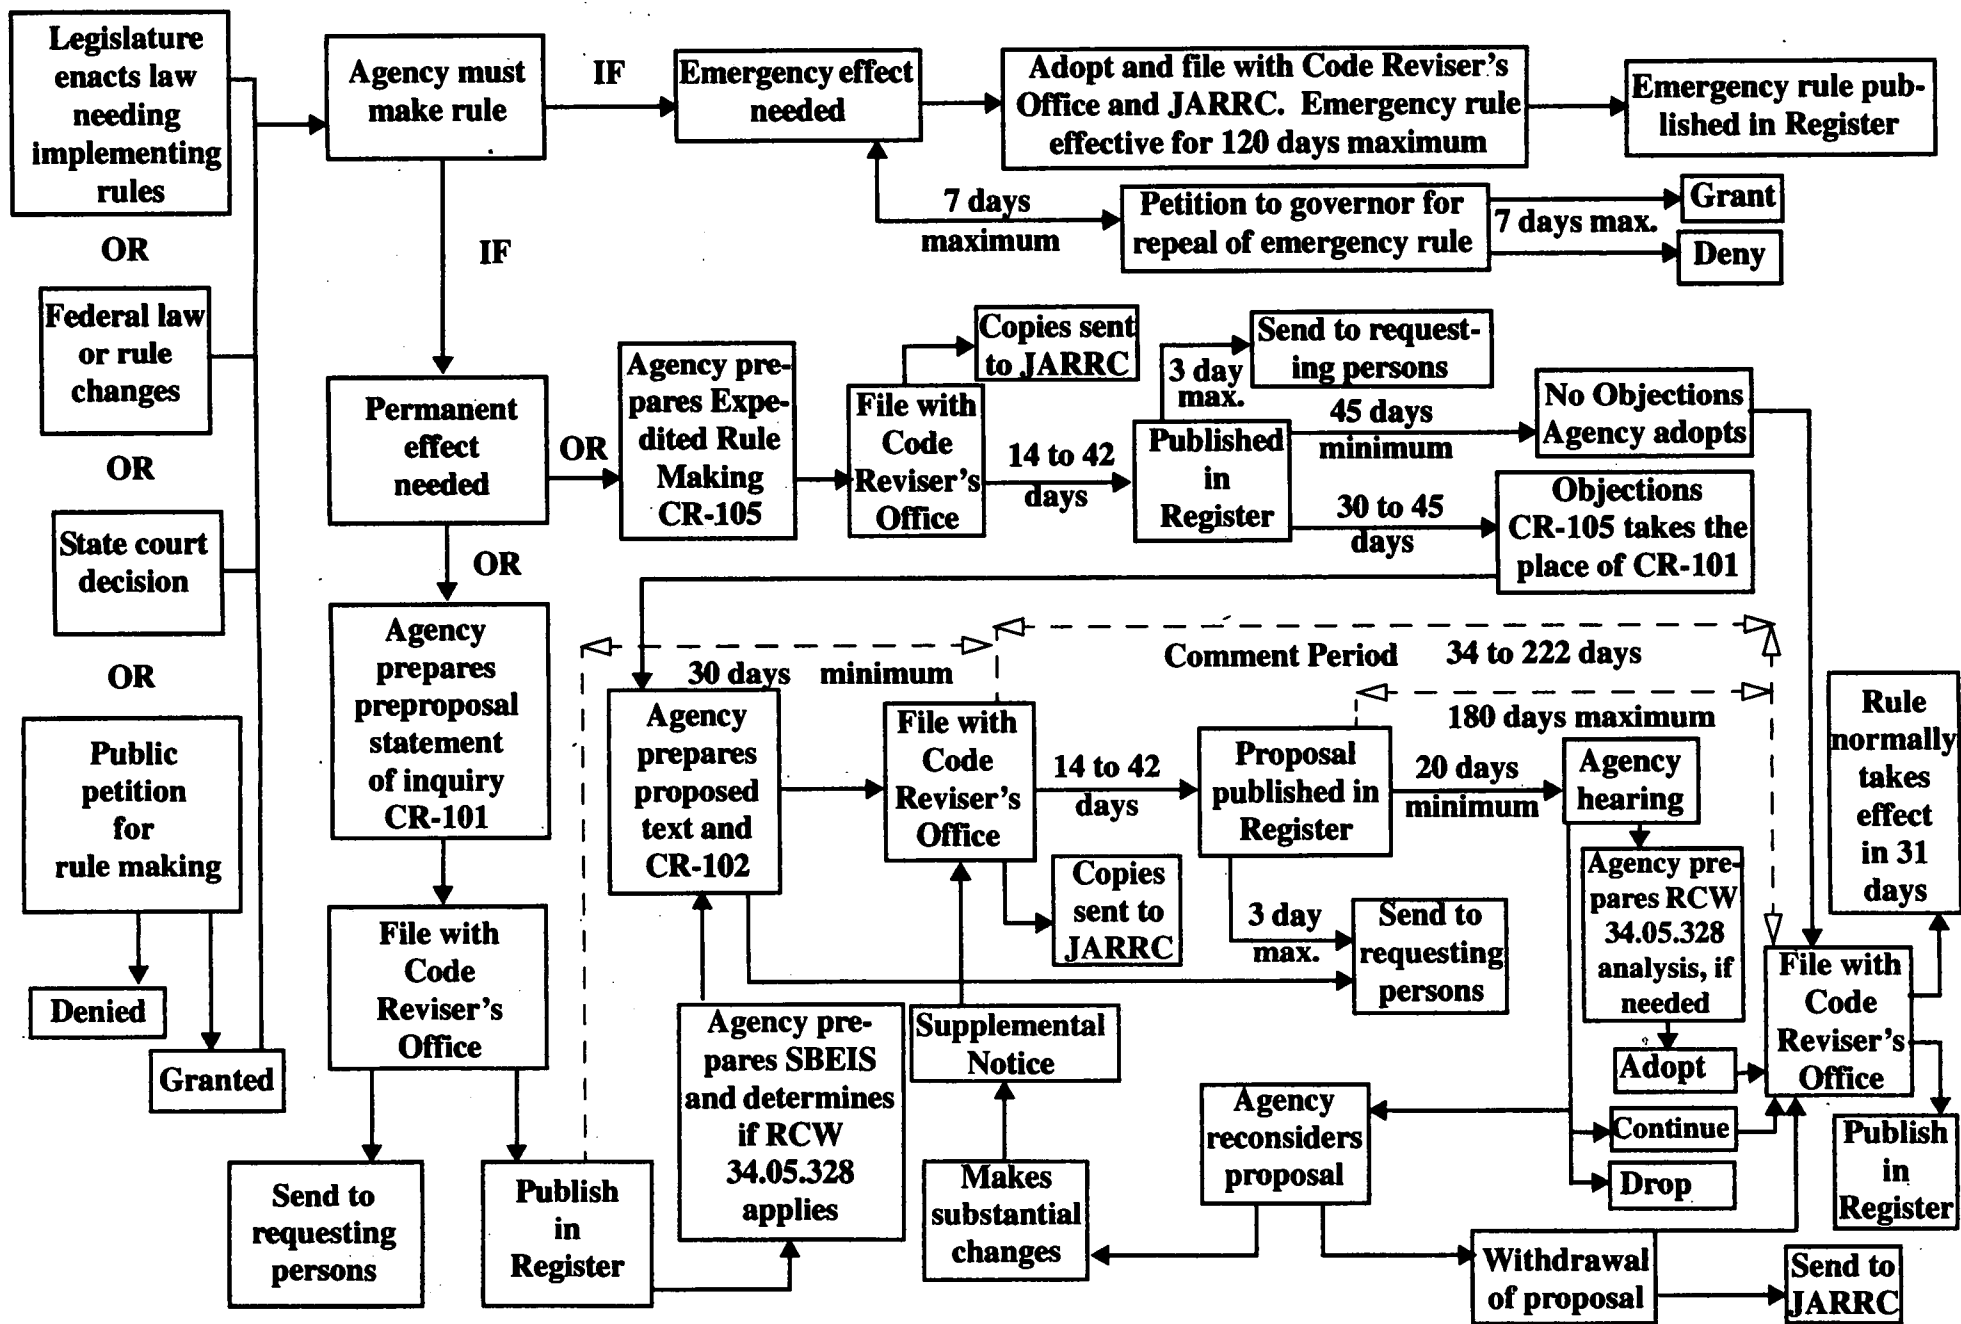 Legislature
enacts law
needing
implementing
rules
OR
Federal law
or rule
changes
OR
State court
decision
OR
Public
petition
for
rule making
Denied
Granted
Agency must
make rule
IF
Emergency effect
needed
Adopt and file with Code Reviser's
Office and JARRC. Emergency rule
effective for 120 days maximum
Emergency rule pub-
lished in Register
7 days
maximum
Petition to governor for
repeal of emergency rule
7 days max.
Grant
Deny
IF
Permanent
effect
needed
OR
Agency pre-
pares Expe-
dited Rule
Making
CR-105
File with
Code
Reviser's
Office
Copies sent
to JARRC
14 to 42
days
Published
in
Register
3 day
max.
Send to request-
ing persons
45 days
minimum
No Objections
Agency adopts
30 to 45
days
Objections
CR-105 takes the
place of CR-101
OR
Agency
prepares
preproposal
statement
of inquiry
CR-101
File with
Code
Reviser's
Office
Send to
requesting
persons
Publish
in
Register
30 days minimum
Comment Period 34 to 222 days
180 days maximum
Agency
prepares
proposed
text and
CR-102
File with
Code
Reviser's
Office
14 to 42
days
Proposal
published in
Register
20 days
minimum
Agency
hearing
Copies
sent to
JARRC
3 day
max.
Send to
requesting
persons
Agency pre-
pares SBEIS
and determines
if RCW
34.05.328
applies
Supplemental
Notice
Makes
substantial
changes
Agency
reconsiders
proposal
Withdrawal
of proposal
Send to
JARRC
Agency pre-
pares RCW
34.05.328
analysis, if
needed
Adopt
Continue
Drop
File with
Code
Reviser's
Office
Rule
normally
takes
effect
in 31
days
Publish
in
Register